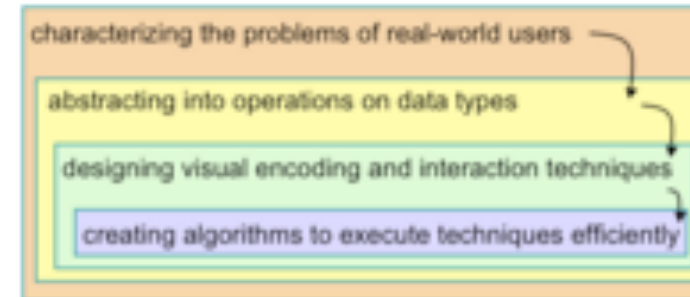 characterizing the problems of real-world users
abstracting into operations on data types
designing visual encoding and interaction techniques
creating algorithms to execute techniques efficiently